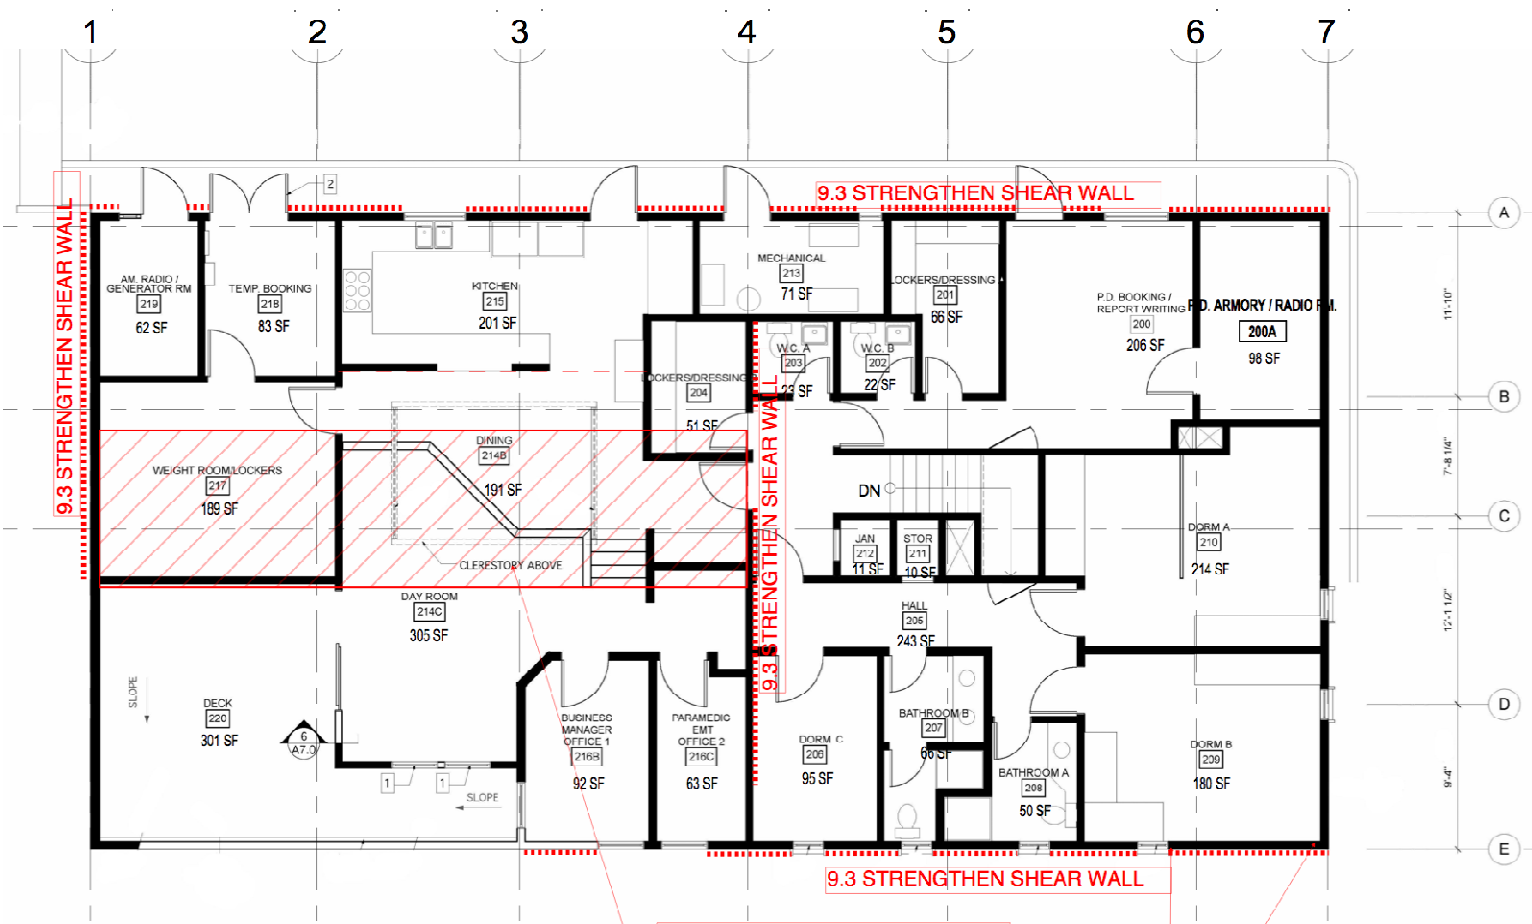 1 2 3 4 5 6 7
9.3 STRENGTHEN SHEAR WALL
2
A
9.3 STRENGTHEN SHEAR WALL
AM. RADIO /
GENERATOR RM
219
62 SF
TEMP. BOOKING
218
83 SF
KITCHEN
215
201 SF
MECHANICAL
213
71 SF
LOCKERS/DRESSING
201
66 SF
P.D. BOOKING /
REPORT WRITING
200
206 SF
P.D. ARMORY / RADIO RM.
200A
98 SF
11'-10"
LOCKERS/DRESSING
204
51 SF
W.C. A
203
23 SF
W.C. B
202
22 SF
B
9.3 STRENGTHEN SHEAR WALL
DINING
214B
191 SF
WEIGHT ROOM/LOCKERS
217
189 SF
7'-8 1/4"
DN
C
JAN
212
11 SF
STOR
211
10 SF
DORM A
210
214 SF
CLERESTORY ABOVE
DAY ROOM
214C
305 SF
HALL
205
243 SF
12'-1 1/2"
SLOPE
DECK
220
301 SF
6
A7.0
BUSINESS
MANAGER
OFFICE 1
216B
92 SF
PARAMEDIC
EMT
OFFICE 2
216C
63 SF
DORM C
206
95 SF
BATHROOM B
207
66 SF
D
DORM B
209
180 SF
BATHROOM A
208
50 SF
9'-4"
1 1
SLOPE
E
9.3 STRENGTHEN SHEAR WALL